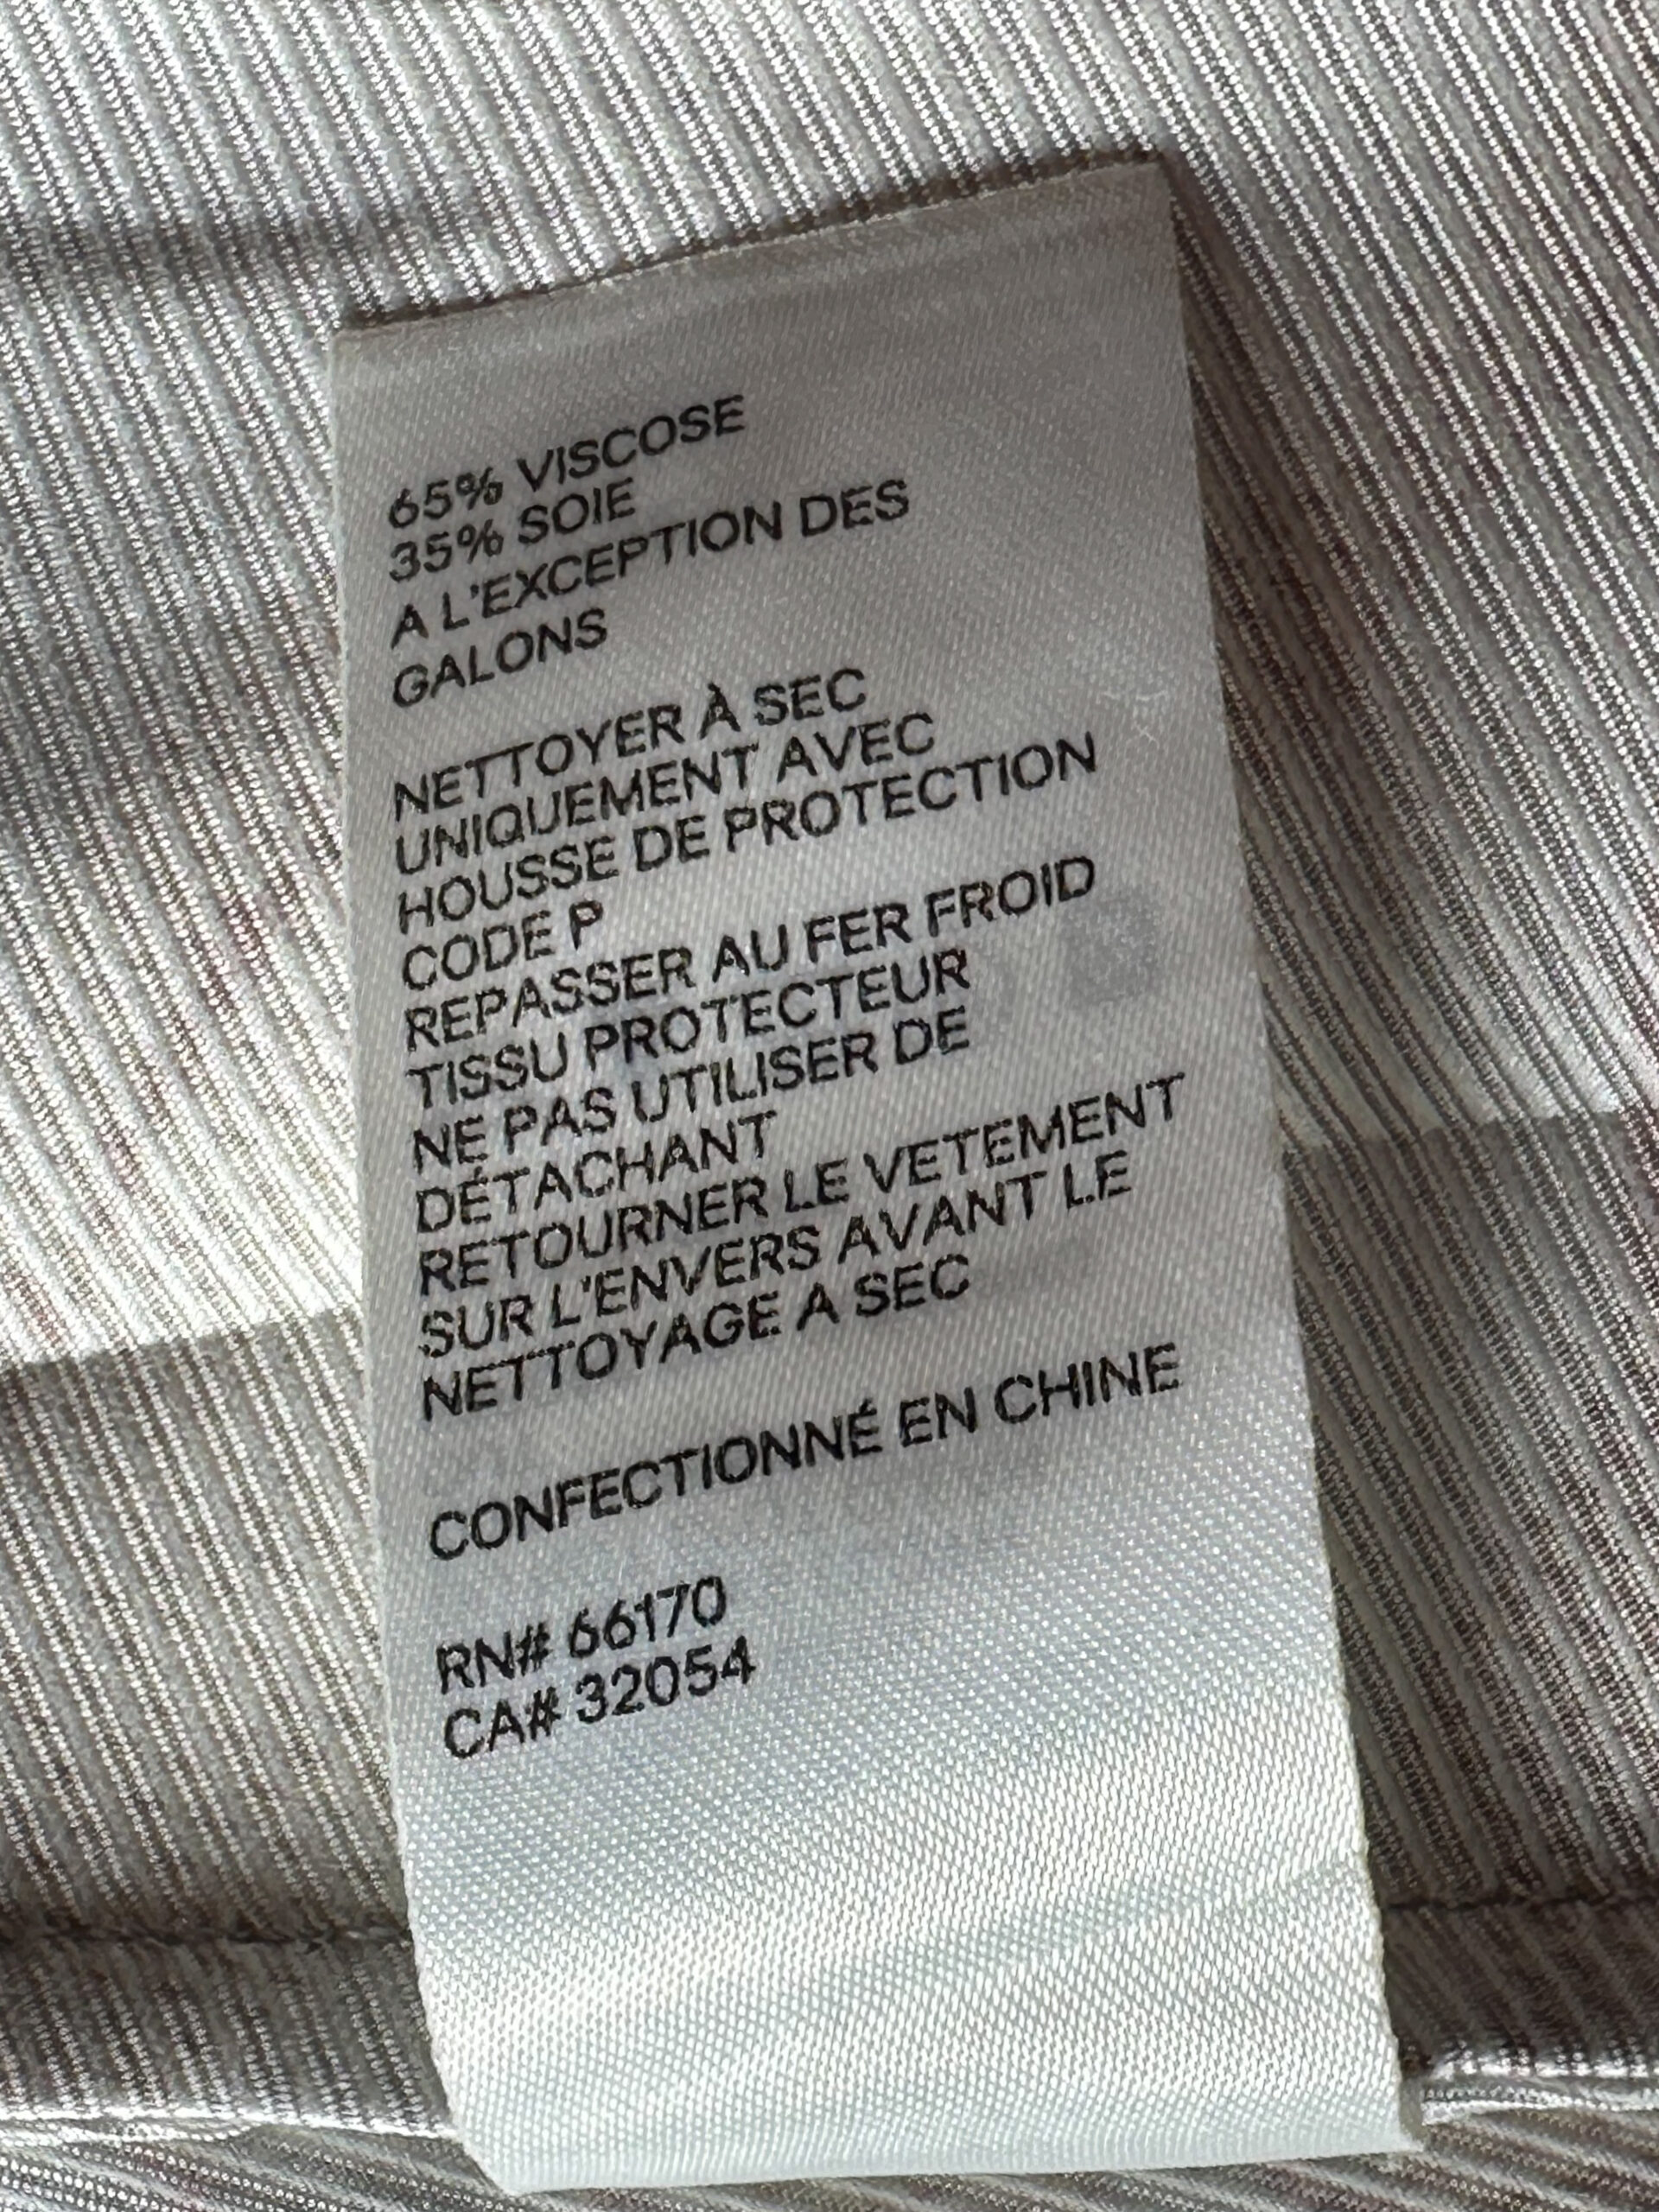 65% VISCOSE
35% SOIE
A L'EXCEPTION DES
GALONS
NETTOYER À SEC
UNIQUEMENT AVEC
HOUSSE DE PROTECTION
CODE P
REPASSER AU FER FROID
TISSU PROTECTEUR
NE PAS UTILISER DE
DÉTACHANT
RETOURNER LE VETEMENT
SUR L'ENVERS AVANT LE
NETTOYAGE A SEC
CONFECTIONNÉ EN CHINE
RN# 66170
CA# 32054